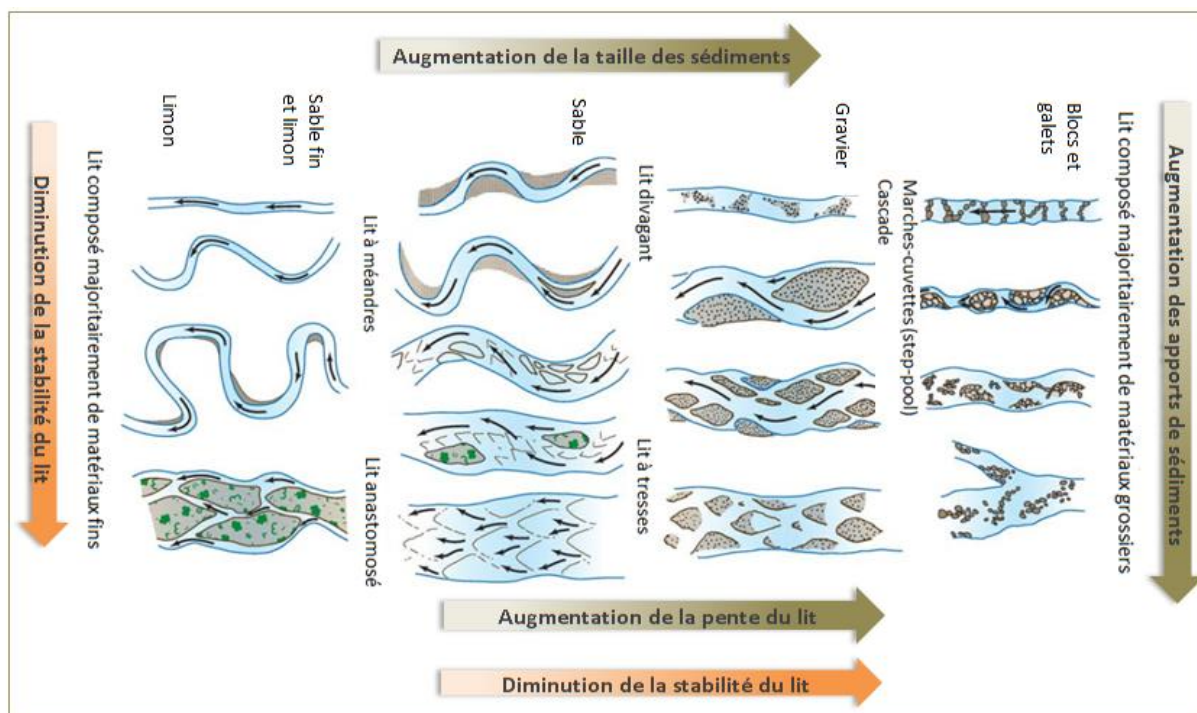 Augmentation de la taille des sédiments
Limon
Sable fin
et limon
Sable
Gravier
Blocs et
galets
Lit composé majoritairement de matériaux fins
Lit à méandres
Lit anastomosé
Lit divagant
Lit à tresses
Cascade
Marches-cuvettes (step-pool)
Lit composé majoritairement de matériaux grossiers
Diminution de la stabilité du lit
Augmentation des apports de sédiments
Augmentation de la pente du lit
Diminution de la stabilité du lit